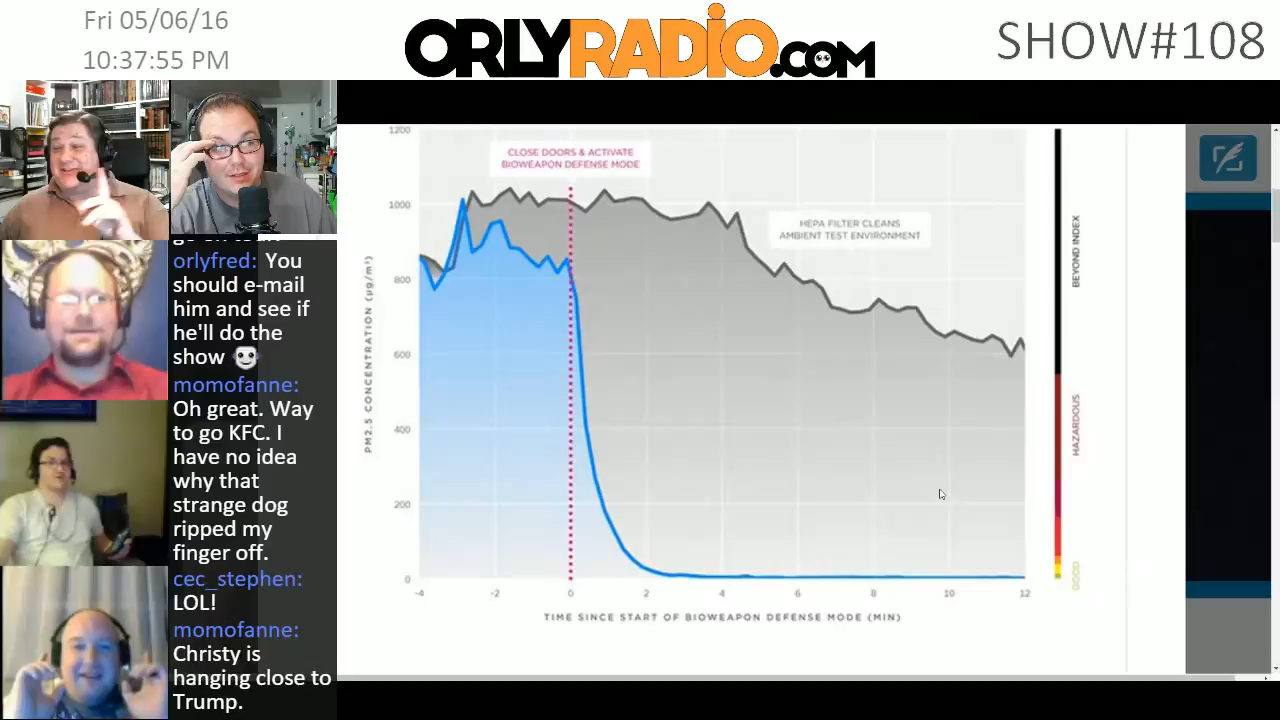 Fri 05/06/16
10:37:55 PM
ORLYRADIO.COM
SHOW#108
orlyfred: You
should e-mail
him and see if
he'll do the
show
momofanne:
Oh great. Way
to go KFC. I
have no idea
why that
strange dog
ripped my
finger off.
cec_stephen:
LOL!
momofanne:
Christy is
hanging close to
Trump.
PM2.5 CONCENTRATION (µg/m³)
1200
1000
800
600
400
200
0
CLOSE DOORS & ACTIVATE
BIOWEAPON DEFENSE MODE
HEPA FILTER CLEANS
AMBIENT TEST ENVIRONMENT
-4 -2 0 2 4 6 8 10 12
TIME SINCE START OF BIOWEAPON DEFENSE MODE (MIN)
BEYOND INDEX
HAZARDOUS
GOOD